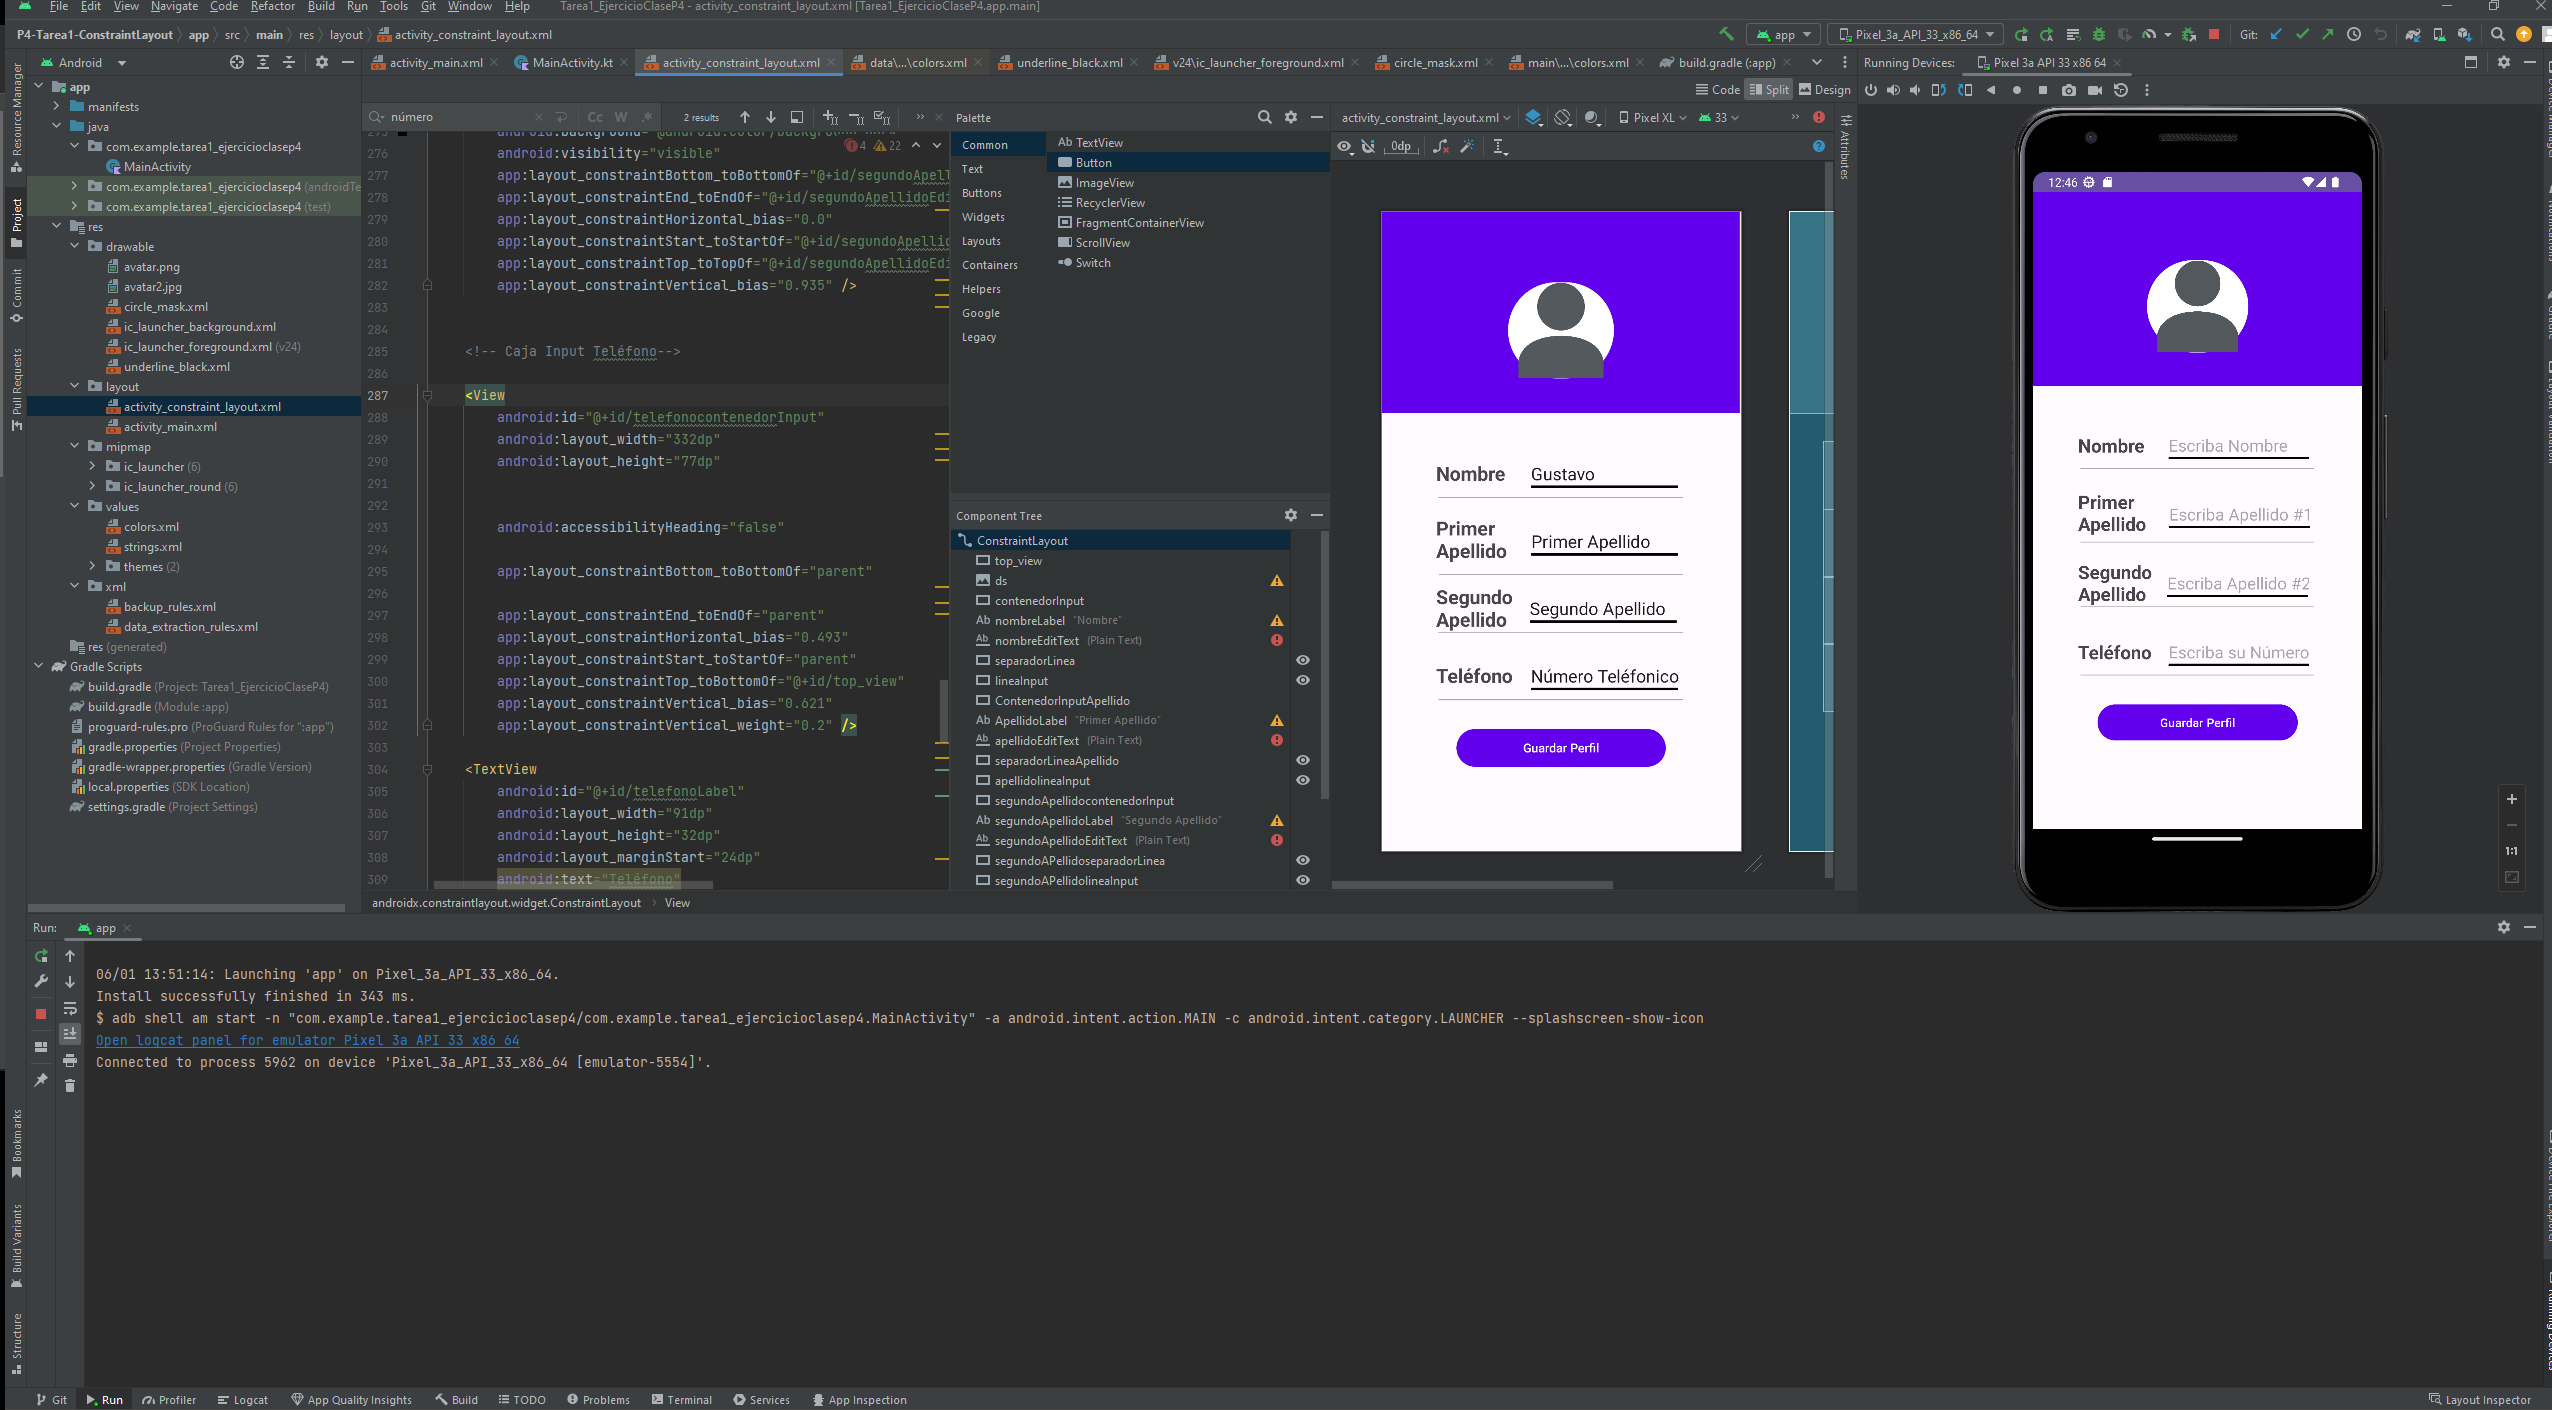 File Edit View Navigate Code Refactor Build Run Tools Git Window Help Tarea1_EjercicioClaseP4 - activity_constraint_layout.xml [Tarea1_EjercicioClaseP4.app.main]
P4-Tarea1-ConstraintLayout app src main res layout activity_constraint_layout.xml app Pixel_3a_API_33_x86_64 Git:
Android
activity_main.xml MainActivity.kt activity_constraint_layout.xml data\...\colors.xml underline_black.xml v24\ic_launcher_foreground.xml circle_mask.xml main\...\colors.xml build.gradle (:app)
Running Devices: Pixel 3a API 33 x86 64
Code Split Design
Resource Manager
Project
Commit
Pull Requests
Bookmarks
Build Variants
Structure
app
manifests
java
com.example.tarea1_ejercicioclasep4
MainActivity
com.example.tarea1_ejercicioclasep4 (androidTe
com.example.tarea1_ejercicioclasep4 (test)
res
drawable
avatar.png
avatar2.jpg
circle_mask.xml
ic_launcher_background.xml
ic_launcher_foreground.xml (v24)
underline_black.xml
layout
activity_constraint_layout.xml
activity_main.xml
mipmap
ic_launcher (6)
ic_launcher_round (6)
values
colors.xml
strings.xml
themes (2)
xml
backup_rules.xml
data_extraction_rules.xml
res (generated)
Gradle Scripts
build.gradle (Project: Tarea1_EjercicioClaseP4)
build.gradle (Module :app)
proguard-rules.pro (ProGuard Rules for ":app")
gradle.properties (Project Properties)
gradle-wrapper.properties (Gradle Version)
local.properties (SDK Location)
settings.gradle (Project Settings)
número Cc W .* 2 results
4 22
276 android:visibility="visible"
277 app:layout_constraintBottom_toBottomOf="@+id/segundoApell
278 app:layout_constraintEnd_toEndOf="@+id/segundoApellidoEdi
279 app:layout_constraintHorizontal_bias="0.0"
280 app:layout_constraintStart_toStartOf="@+id/segundoApellid
281 app:layout_constraintTop_toTopOf="@+id/segundoApellidoEdi
282 app:layout_constraintVertical_bias="0.935" />
283
284
285 <!-- Caja Input Teléfono-->
286
287 <View
288 android:id="@+id/telefonocontenedorInput"
289 android:layout_width="332dp"
290 android:layout_height="77dp"
291
292
293 android:accessibilityHeading="false"
294
295 app:layout_constraintBottom_toBottomOf="parent"
296
297 app:layout_constraintEnd_toEndOf="parent"
298 app:layout_constraintHorizontal_bias="0.493"
299 app:layout_constraintStart_toStartOf="parent"
300 app:layout_constraintTop_toBottomOf="@+id/top_view"
301 app:layout_constraintVertical_bias="0.621"
302 app:layout_constraintVertical_weight="0.2" />
303
304 <TextView
305 android:id="@+id/telefonoLabel"
306 android:layout_width="91dp"
307 android:layout_height="32dp"
308 android:layout_marginStart="24dp"
309 android:text="Teléfono"
androidx.constraintlayout.widget.ConstraintLayout View
Palette
Common
Text
Buttons
Widgets
Layouts
Containers
Helpers
Google
Legacy
Ab TextView
Button
ImageView
RecyclerView
FragmentContainerView
ScrollView
Switch
Component Tree
ConstraintLayout
top_view
ds
contenedorInput
Ab nombreLabel "Nombre"
Ab nombreEditText (Plain Text)
separadorLinea
lineaInput
ContenedorInputApellido
Ab ApellidoLabel "Primer Apellido"
Ab apellidoEditText (Plain Text)
separadorLineaApellido
apellidolineaInput
segundoApellidocontenedorInput
Ab segundoApellidoLabel "Segundo Apellido"
Ab segundoApellidoEditText (Plain Text)
segundoAPellidoseparadorLinea
segundoAPellidolineaInput
activity_constraint_layout.xml Pixel XL 33
0dp
Attributes
Nombre Gustavo
Primer
Apellido Primer Apellido
Segundo
Apellido Segundo Apellido
Teléfono Número Teléfonico
Guardar Perfil
12:46
Nombre Escriba Nombre
Primer
Apellido Escriba Apellido #1
Segundo
Apellido Escriba Apellido #2
Teléfono Escriba su Número
Guardar Perfil
1:1
Run: app
06/01 13:51:14: Launching 'app' on Pixel_3a_API_33_x86_64.
Install successfully finished in 343 ms.
$ adb shell am start -n "com.example.tarea1_ejercicioclasep4/com.example.tarea1_ejercicioclasep4.MainActivity" -a android.intent.action.MAIN -c android.intent.category.LAUNCHER --splashscreen-show-icon
Open logcat panel for emulator Pixel 3a API 33 x86 64
Connected to process 5962 on device 'Pixel_3a_API_33_x86_64 [emulator-5554]'.
Git Run Profiler Logcat App Quality Insights Build TODO Problems Terminal Services App Inspection Layout Inspector